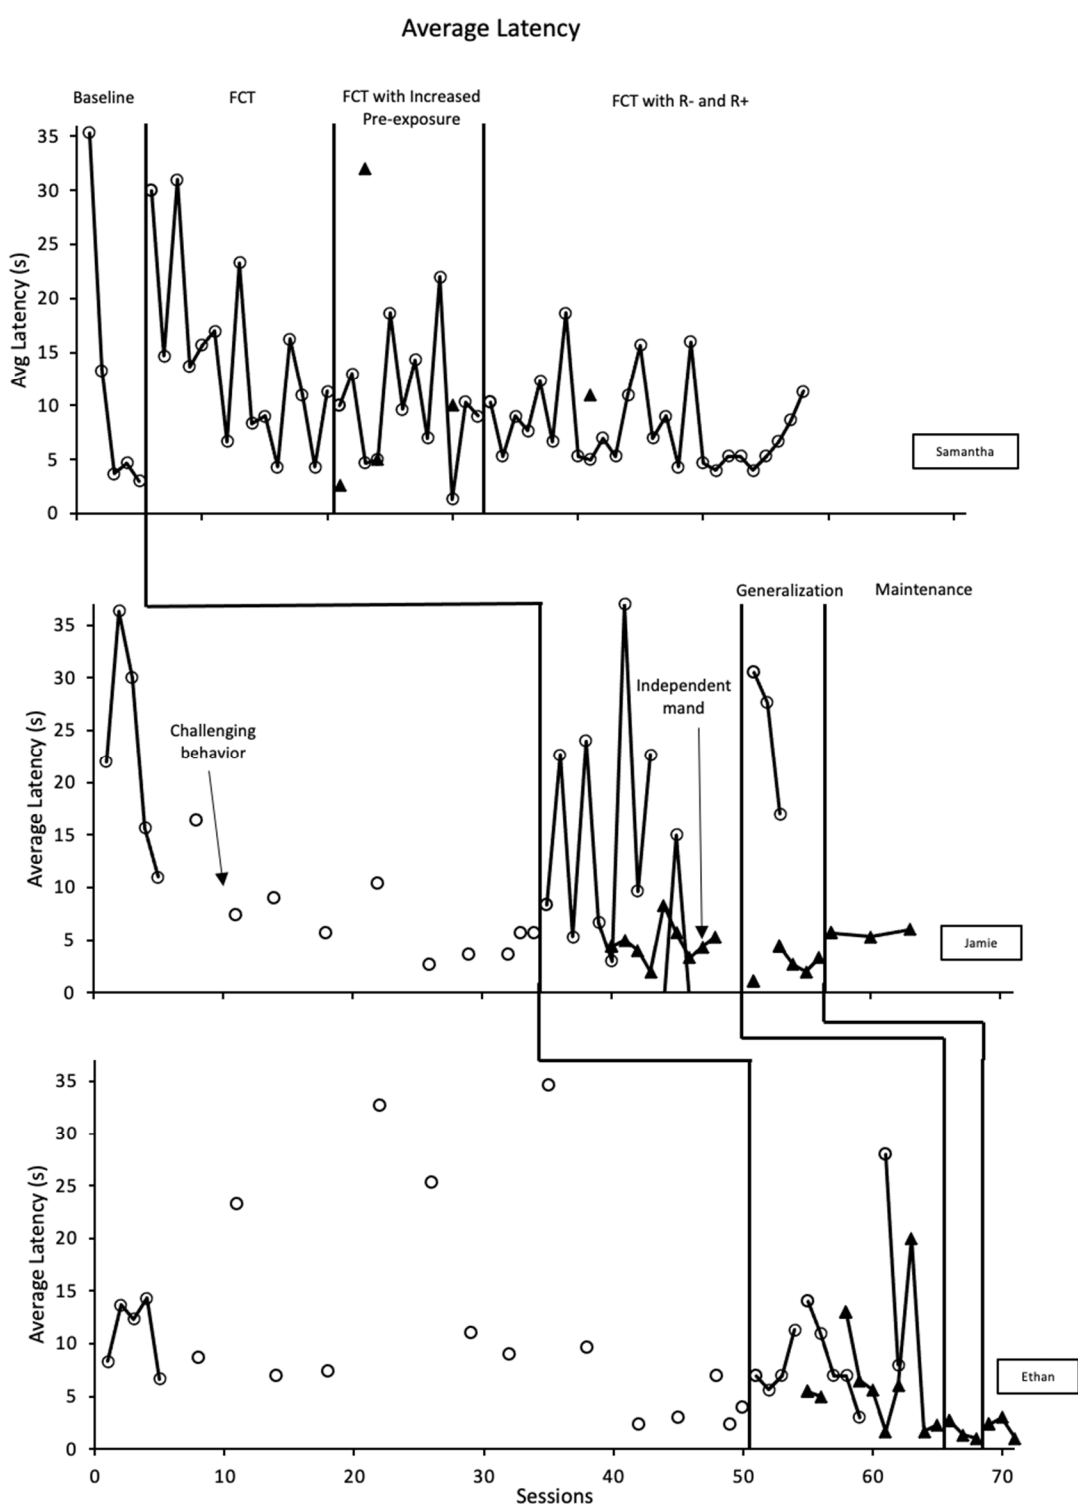 Average Latency
Baseline
FCT
FCT with Increased
Pre-exposure
FCT with R- and R+
Avg Latency (s)
35
30
25
20
15
10
5
0
Samantha
Generalization
Maintenance
Average Latency (s)
35
30
25
20
15
10
5
0
Challenging
behavior
Independent
mand
Jamie
Average Latency (s)
35
30
25
20
15
10
5
0
Ethan
0 10 20 30 40 50 60 70
Sessions